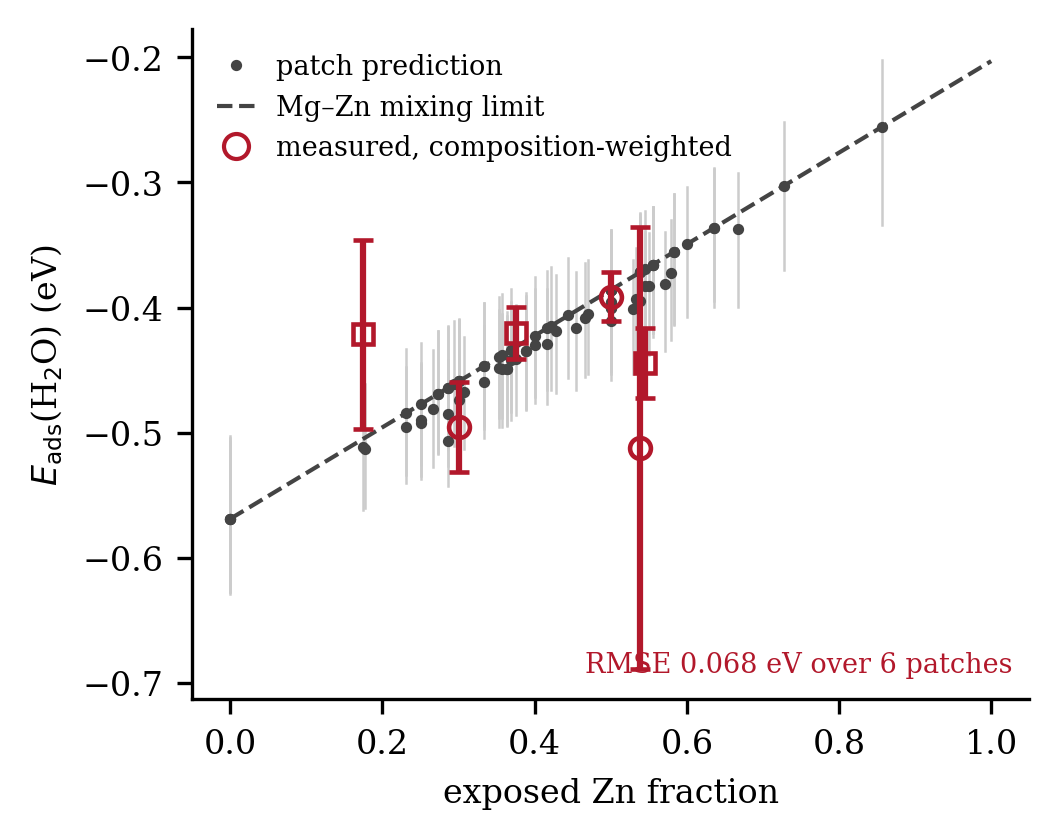 −0.2
−0.3
−0.4
−0.5
−0.6
−0.7
E_ads(H₂O) (eV)
patch prediction
Mg–Zn mixing limit
measured, composition-weighted
RMSE 0.068 eV over 6 patches
0.0 0.2 0.4 0.6 0.8 1.0
exposed Zn fraction